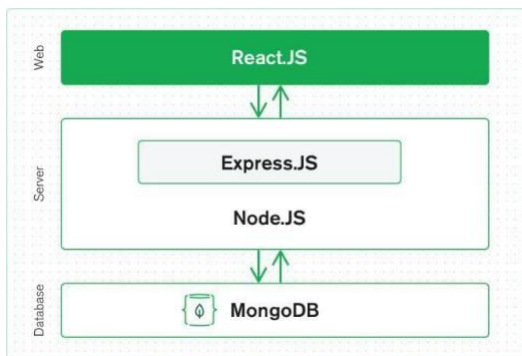 Web
React.JS
Server
Express.JS
Node.JS
Database
MongoDB